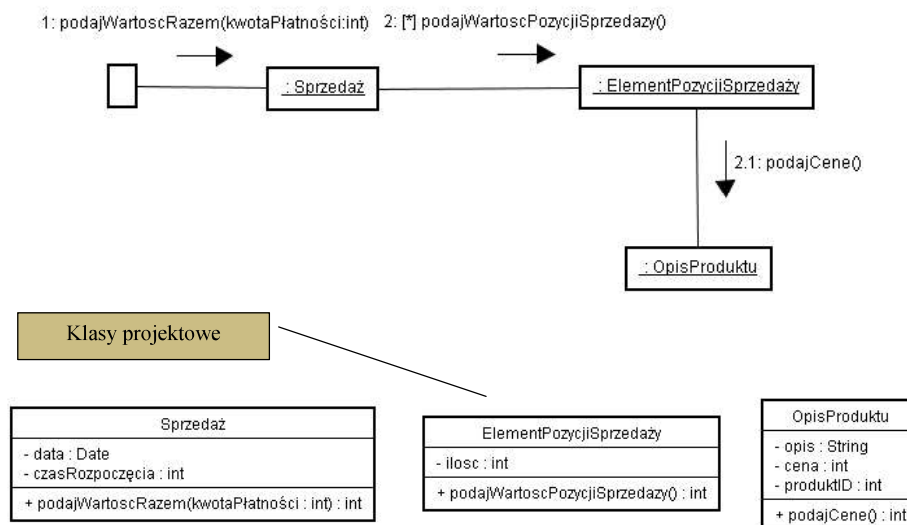 1: podajWartoscRazem(kwotaPłatności:int) 2: [*] podajWartoscPozycjiSprzedazy()
: Sprzedaż
: ElementPozycjiSprzedaży
2.1: podajCene()
: OpisProduktu
Klasy projektowe
Sprzedaż
- data : Date
- czasRozpoczęcia : int
+ podajWartoscRazem(kwotaPłatności : int) : int
ElementPozycjiSprzedaży
- ilosc : int
+ podajWartoscPozycjiSprzedazy() : int
OpisProduktu
- opis : String
- cena : int
- produktID : int
+ podajCene() : int